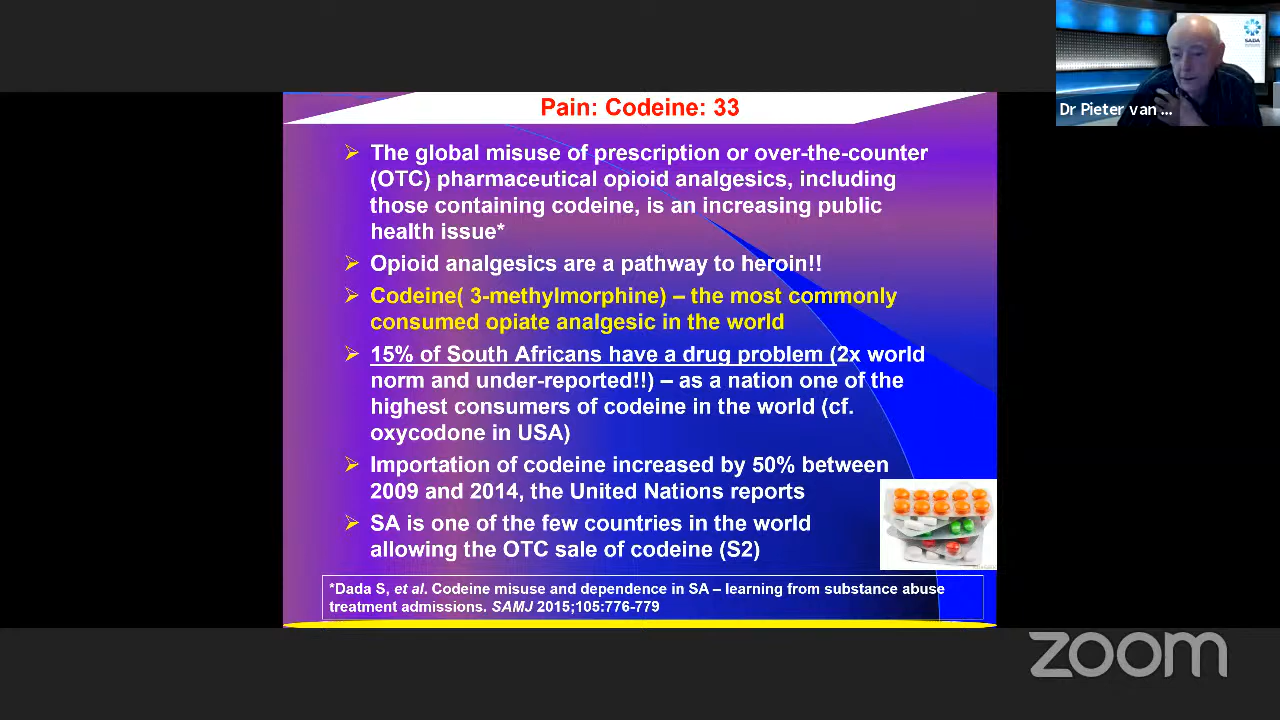 SADA
Dr Pieter van ...
Pain: Codeine: 33
➢ The global misuse of prescription or over-the-counter
(OTC) pharmaceutical opioid analgesics, including
those containing codeine, is an increasing public
health issue*
➢ Opioid analgesics are a pathway to heroin!!
➢ Codeine( 3-methylmorphine) – the most commonly
consumed opiate analgesic in the world
➢ 15% of South Africans have a drug problem (2x world
norm and under-reported!!) – as a nation one of the
highest consumers of codeine in the world (cf.
oxycodone in USA)
➢ Importation of codeine increased by 50% between
2009 and 2014, the United Nations reports
➢ SA is one of the few countries in the world
allowing the OTC sale of codeine (S2)
*Dada S, et al. Codeine misuse and dependence in SA – learning from substance abuse
treatment admissions. SAMJ 2015;105:776-779
zoom